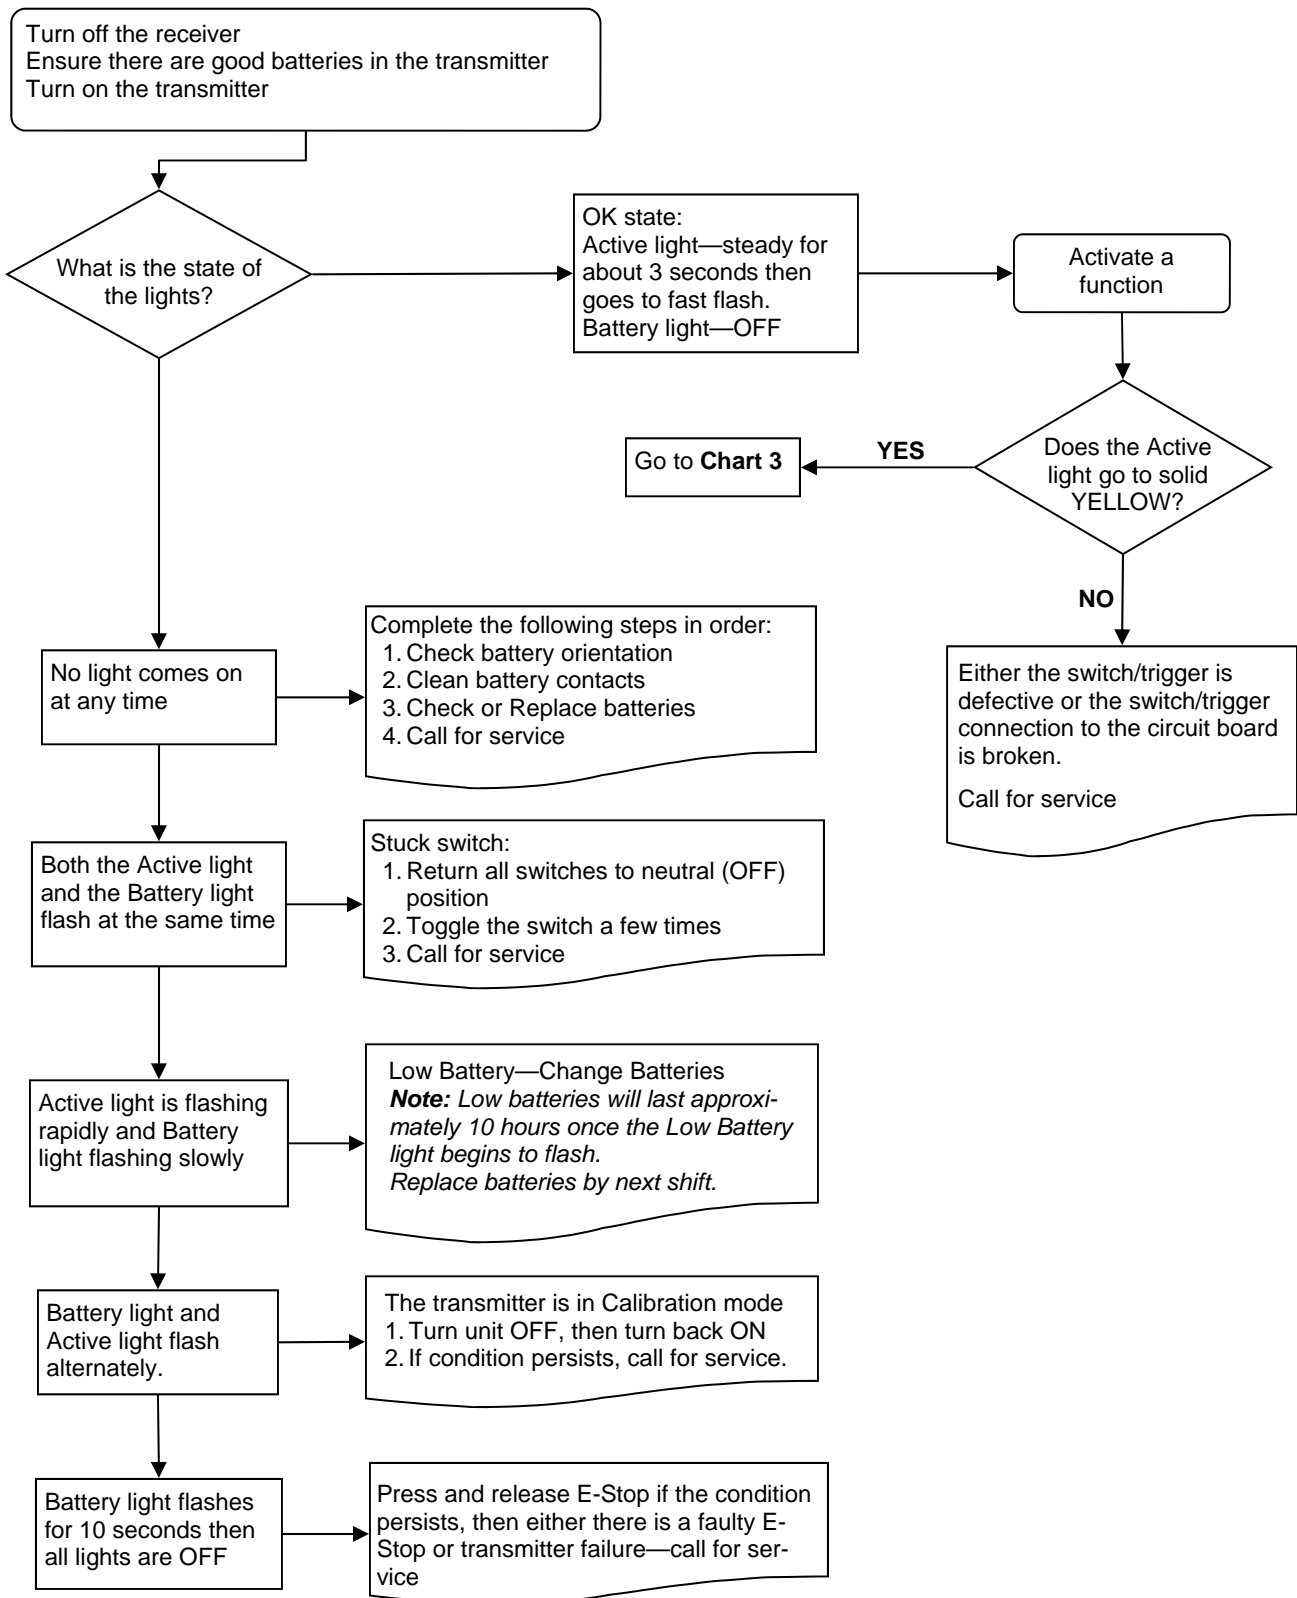 Turn off the receiver
Ensure there are good batteries in the transmitter
Turn on the transmitter
What is the state of
the lights?
OK state:
Active light—steady for
about 3 seconds then
goes to fast flash.
Battery light—OFF
Activate a
function
Does the Active
light go to solid
YELLOW?
YES
Go to Chart 3
NO
Either the switch/trigger is
defective or the switch/trigger
connection to the circuit board
is broken.
Call for service
No light comes on
at any time
Complete the following steps in order:
1. Check battery orientation
2. Clean battery contacts
3. Check or Replace batteries
4. Call for service
Both the Active light
and the Battery light
flash at the same time
Stuck switch:
1. Return all switches to neutral (OFF)
position
2. Toggle the switch a few times
3. Call for service
Active light is flashing
rapidly and Battery
light flashing slowly
Low Battery—Change Batteries
Note: Low batteries will last approxi-
mately 10 hours once the Low Battery
light begins to flash.
Replace batteries by next shift.
Battery light and
Active light flash
alternately.
The transmitter is in Calibration mode
1. Turn unit OFF, then turn back ON
2. If condition persists, call for service.
Battery light flashes
for 10 seconds then
all lights are OFF
Press and release E-Stop if the condition
persists, then either there is a faulty E-
Stop or transmitter failure—call for ser-
vice